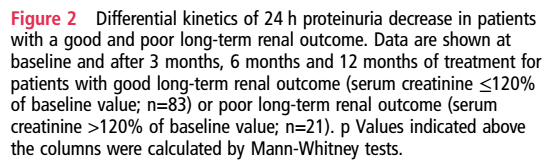 Figure 2 Differential kinetics of 24 h proteinuria decrease in patients
with a good and poor long-term renal outcome. Data are shown at
baseline and after 3 months, 6 months and 12 months of treatment for
patients with good long-term renal outcome (serum creatinine ≤120%
of baseline value; n=83) or poor long-term renal outcome (serum
creatinine >120% of baseline value; n=21). p Values indicated above
the columns were calculated by Mann-Whitney tests.